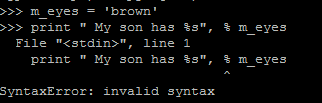 >>> m_eyes = 'brown'
>>> print " My son has %s", % m_eyes
  File "<stdin>", line 1
    print " My son has %s", % m_eyes
                            ^
SyntaxError: invalid syntax